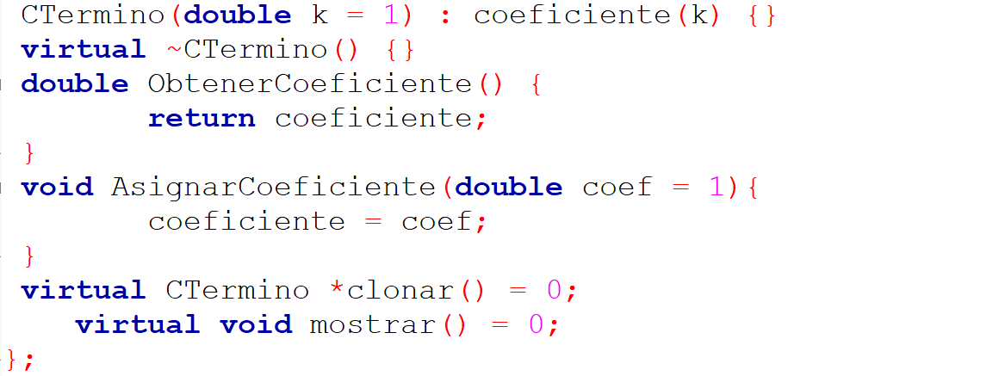 CTermino(double k = 1) : coeficiente(k) {}
virtual ~CTermino() {}
double ObtenerCoeficiente() {
return coeficiente;
}
void AsignarCoeficiente(double coef = 1){
coeficiente = coef;
}
virtual CTermino *clonar() = 0;
virtual void mostrar() = 0;
};